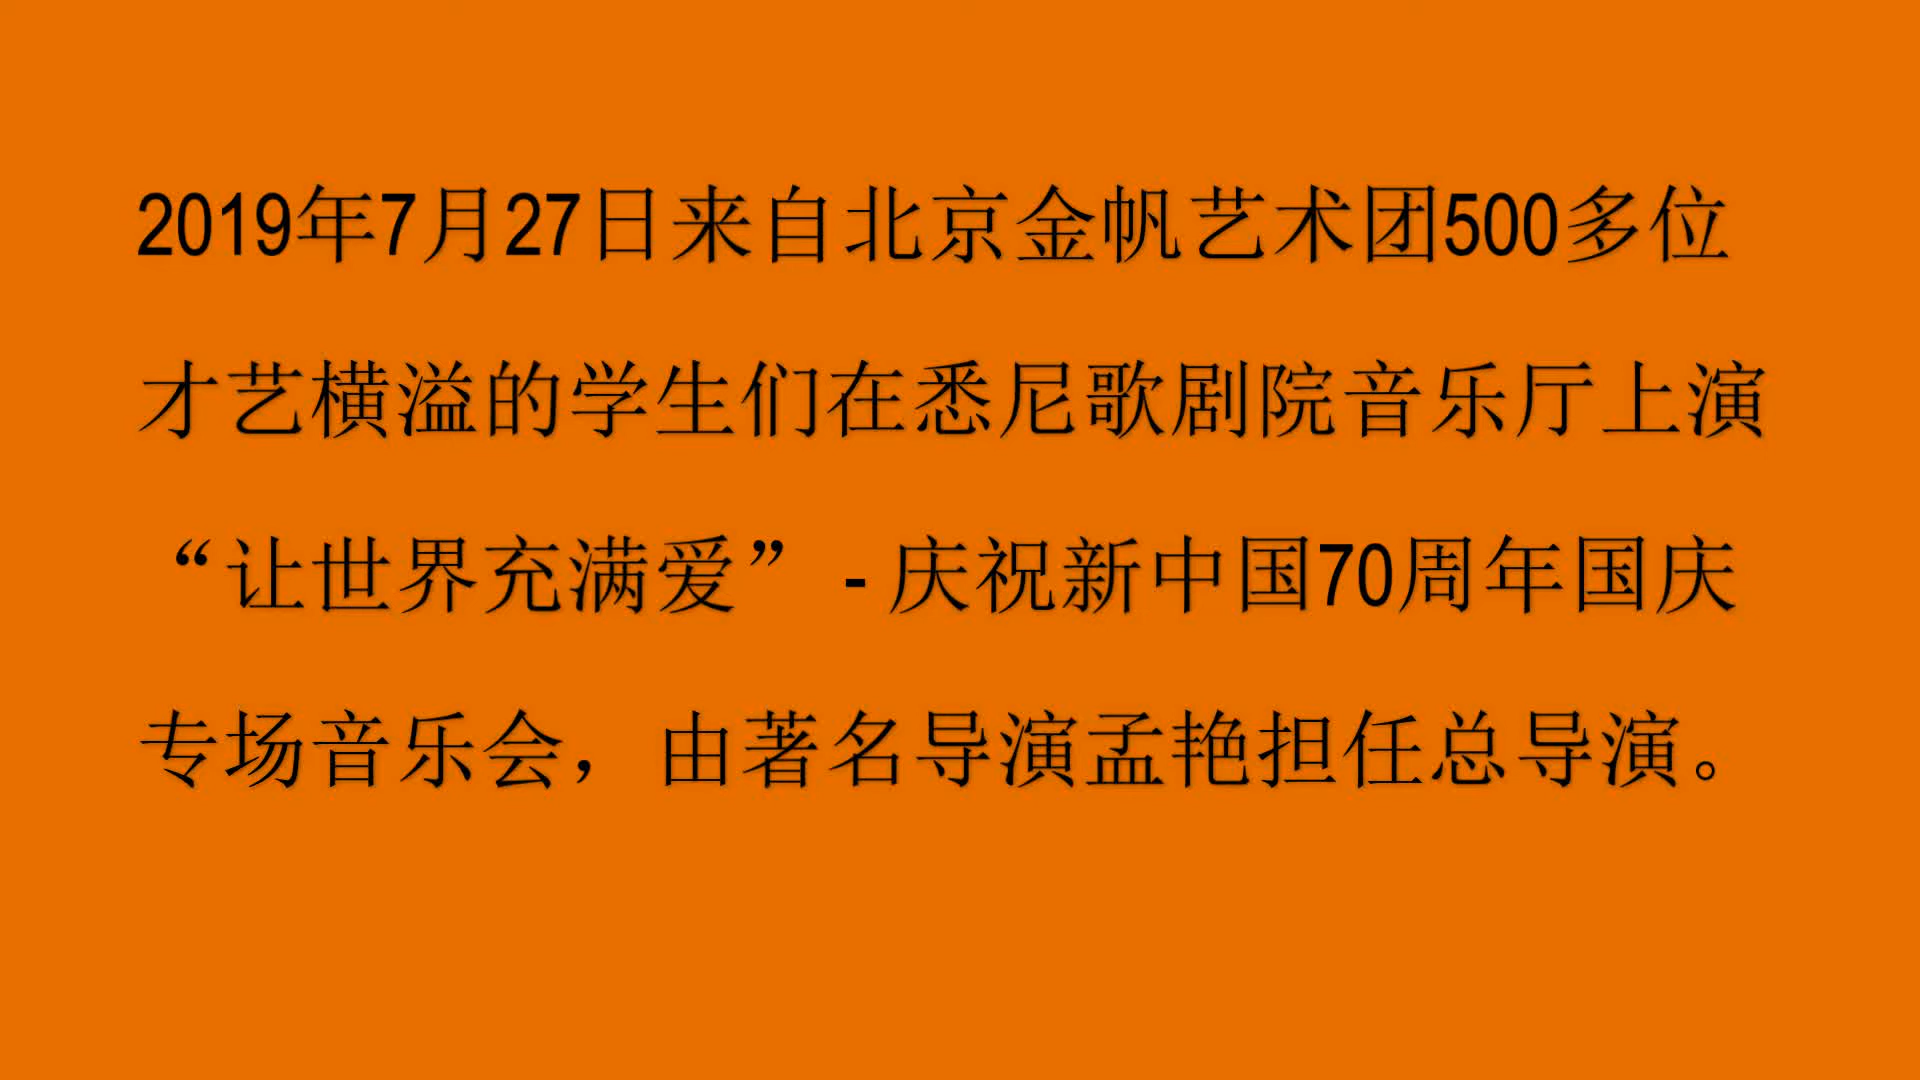 2019年7月27日来自北京金帆艺术团500多位
才艺横溢的学生们在悉尼歌剧院音乐厅上演
“让世界充满爱” - 庆祝新中国70周年国庆
专场音乐会，由著名导演孟艳担任总导演。